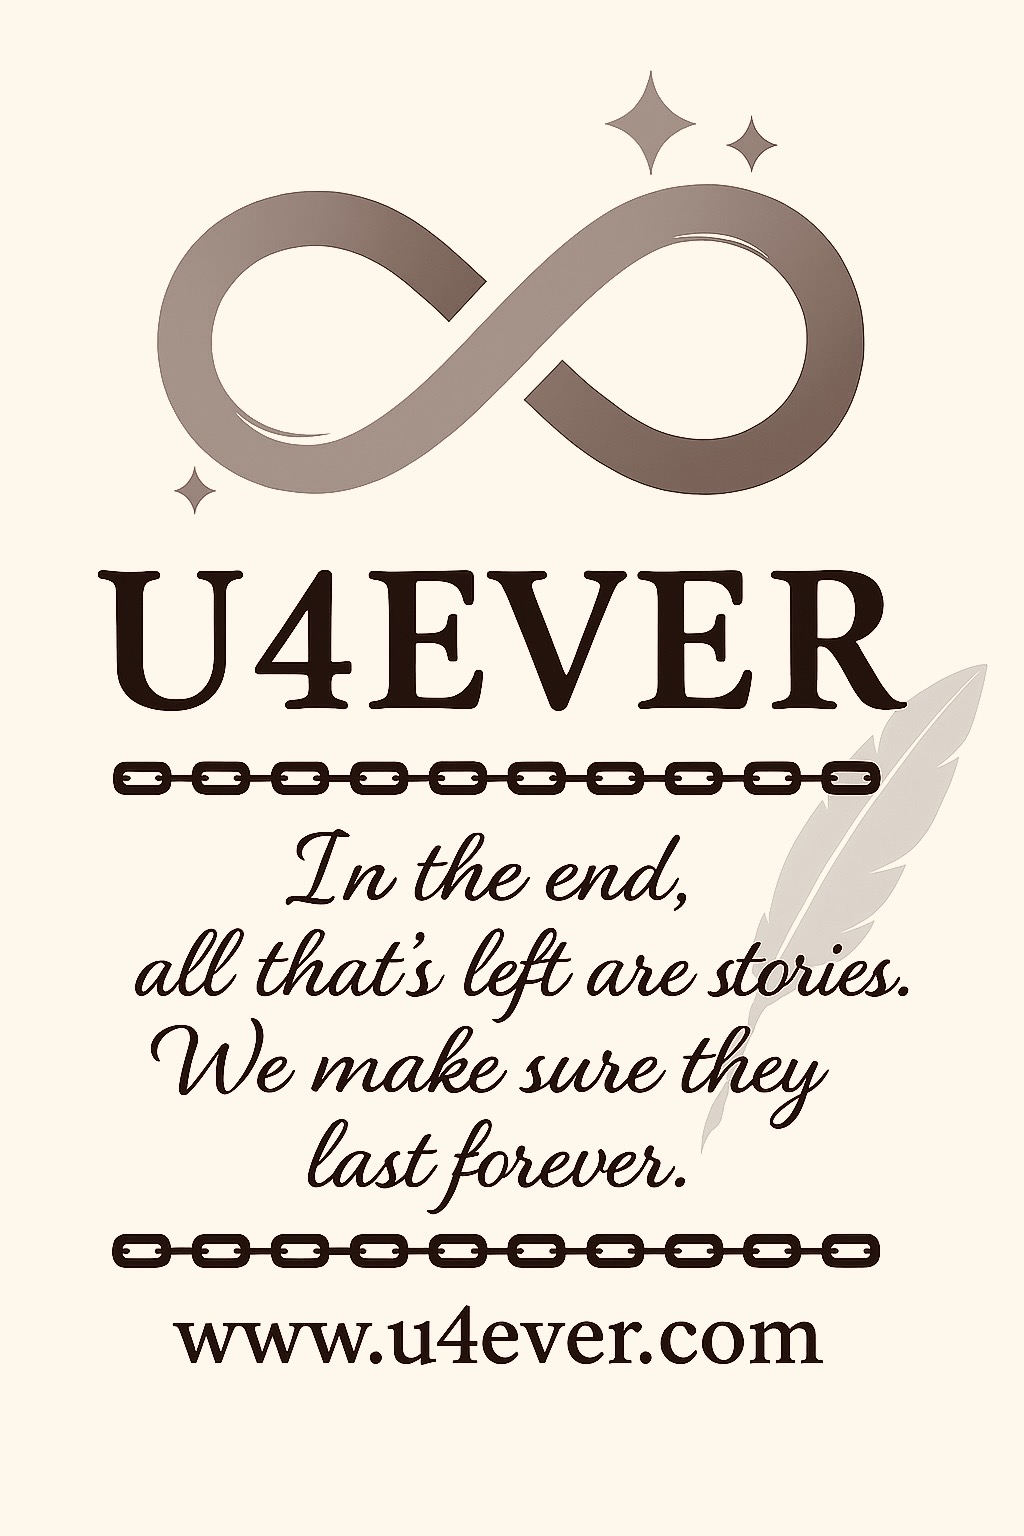 U4EVER
In the end,
all that's left are stories.
We make sure they
last forever.
www.u4ever.com